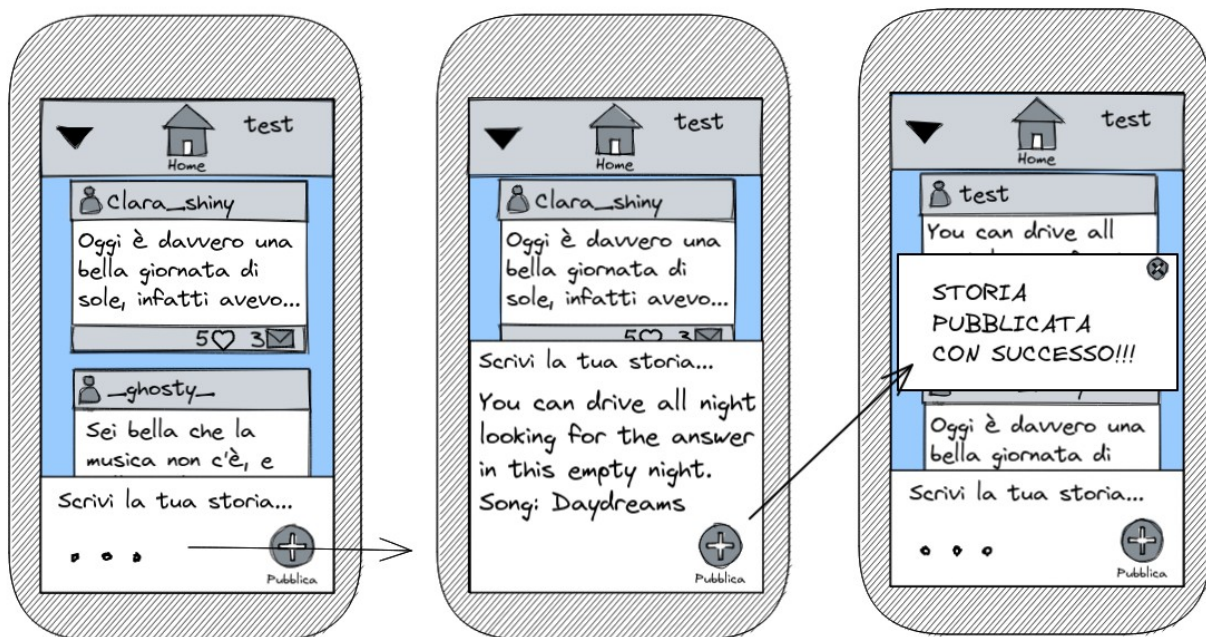 test
Home
Clara_shiny
Oggi è davvero una
bella giornata di
sole, infatti avevo...
5 3
_ghosty_
Sei bella che la
musica non c'è, e
Scrivi la tua storia...
...
Pubblica
test
Home
Clara_shiny
Oggi è davvero una
bella giornata di
sole, infatti avevo...
5 3
Scrivi la tua storia...
You can drive all night
looking for the answer
in this empty night.
Song: Daydreams
Pubblica
test
Home
test
You can drive all
STORIA
PUBBLICATA
CON SUCCESSO!!!
Oggi è davvero una
bella giornata di
Scrivi la tua storia...
...
Pubblica